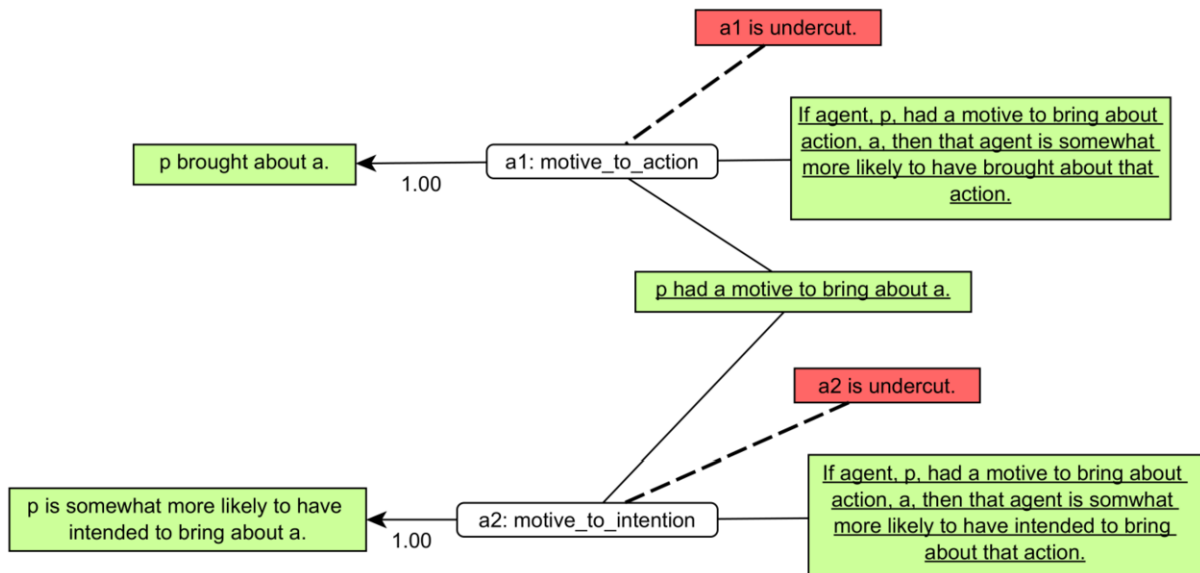 a1 is undercut.
If agent, p, had a motive to bring about
action, a, then that agent is somewhat
more likely to have brought about that
action.
p brought about a.
1.00
a1: motive_to_action
p had a motive to bring about a.
a2 is undercut.
If agent, p, had a motive to bring about
action, a, then that agent is somwhat
more likely to have intended to bring
about that action.
p is somewhat more likely to have
intended to bring about a.
1.00
a2: motive_to_intention